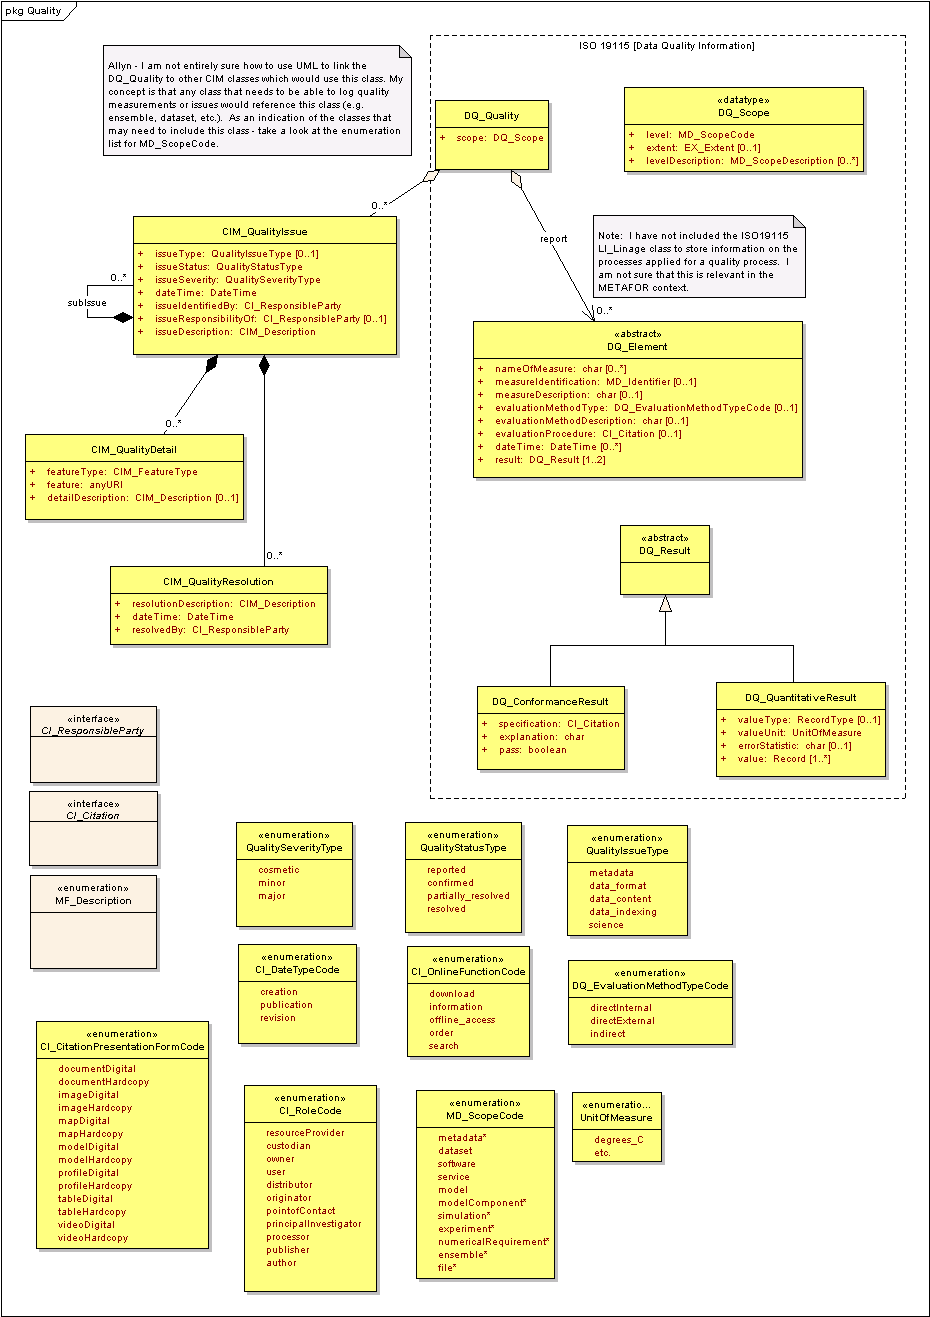 pkg Quality
ISO 19115 [Data Quality Information]
Allyn - I am not entirely sure how to use UML to link the
DQ_Quality to other CIM classes which would use this class. My
concept is that any class that needs to be able to log quality
measurements or issues would reference this class (e.g.
ensemble, dataset, etc.).  As an indication of the classes that
may need to include this class - take a look at the enumeration
list for MD_ScopeCode.
DQ_Quality
+ scope: DQ_Scope
«datatype»
DQ_Scope
+ level: MD_ScopeCode
+ extent: EX_Extent [0..1]
+ levelDescription: MD_ScopeDescription [0..*]
0..*
report
Note:  I have not included the ISO19115
LI_Linage class to store information on the
processes applied for a quality process.  I
am not sure that this is relevant in the
METAFOR context.
0..*
CIM_QualityIssue
+ issueType: QualityIssueType [0..1]
+ issueStatus: QualityStatusType
+ issueSeverity: QualitySeverityType
+ dateTime: DateTime
+ issueIdentifiedBy: CI_ResponsibleParty
+ issueResponsibilityOf: CI_ResponsibleParty [0..1]
+ issueDescription: CIM_Description
0..*
subIssue
«abstract»
DQ_Element
+ nameOfMeasure: char [0..*]
+ measureIdentification: MD_Identifier [0..1]
+ measureDescription: char [0..1]
+ evaluationMethodType: DQ_EvaluationMethodTypeCode [0..1]
+ evaluationMethodDescription: char [0..1]
+ evaluationProcedure: CI_Citation [0..1]
+ dateTime: DateTime [0..*]
+ result: DQ_Result [1..2]
0..*
CIM_QualityDetail
+ featureType: CIM_FeatureType
+ feature: anyURI
+ detailDescription: CIM_Description [0..1]
0..*
CIM_QualityResolution
+ resolutionDescription: CIM_Description
+ dateTime: DateTime
+ resolvedBy: CI_ResponsibleParty
«abstract»
DQ_Result
DQ_ConformanceResult
+ specification: CI_Citation
+ explanation: char
+ pass: boolean
DQ_QuantitativeResult
+ valueType: RecordType [0..1]
+ valueUnit: UnitOfMeasure
+ errorStatistic: char [0..1]
+ value: Record [1..*]
«interface»
CI_ResponsibleParty
«interface»
CI_Citation
«enumeration»
MF_Description
«enumeration»
QualitySeverityType
cosmetic
minor
major
«enumeration»
QualityStatusType
reported
confirmed
partially_resolved
resolved
«enumeration»
QualityIssueType
metadata
data_format
data_content
data_indexing
science
«enumeration»
CI_DateTypeCode
creation
publication
revision
«enumeration»
CI_OnlineFunctionCode
download
information
offline_access
order
search
«enumeration»
DQ_EvaluationMethodTypeCode
directInternal
directExternal
indirect
«enumeration»
CI_CitationPresentationFormCode
documentDigital
documentHardcopy
imageDigital
imageHardcopy
mapDigital
mapHardcopy
modelDigital
modelHardcopy
profileDigital
profileHardcopy
tableDigital
tableHardcopy
videoDigital
videoHardcopy
«enumeration»
CI_RoleCode
resourceProvider
custodian
owner
user
distributor
originator
pointofContact
principalInvestigator
processor
publisher
author
«enumeration»
MD_ScopeCode
metadata*
dataset
software
service
model
modelComponent*
simulation*
experiment*
numericalRequirement*
ensemble*
file*
«enumeratio...
UnitOfMeasure
degrees_C
etc.